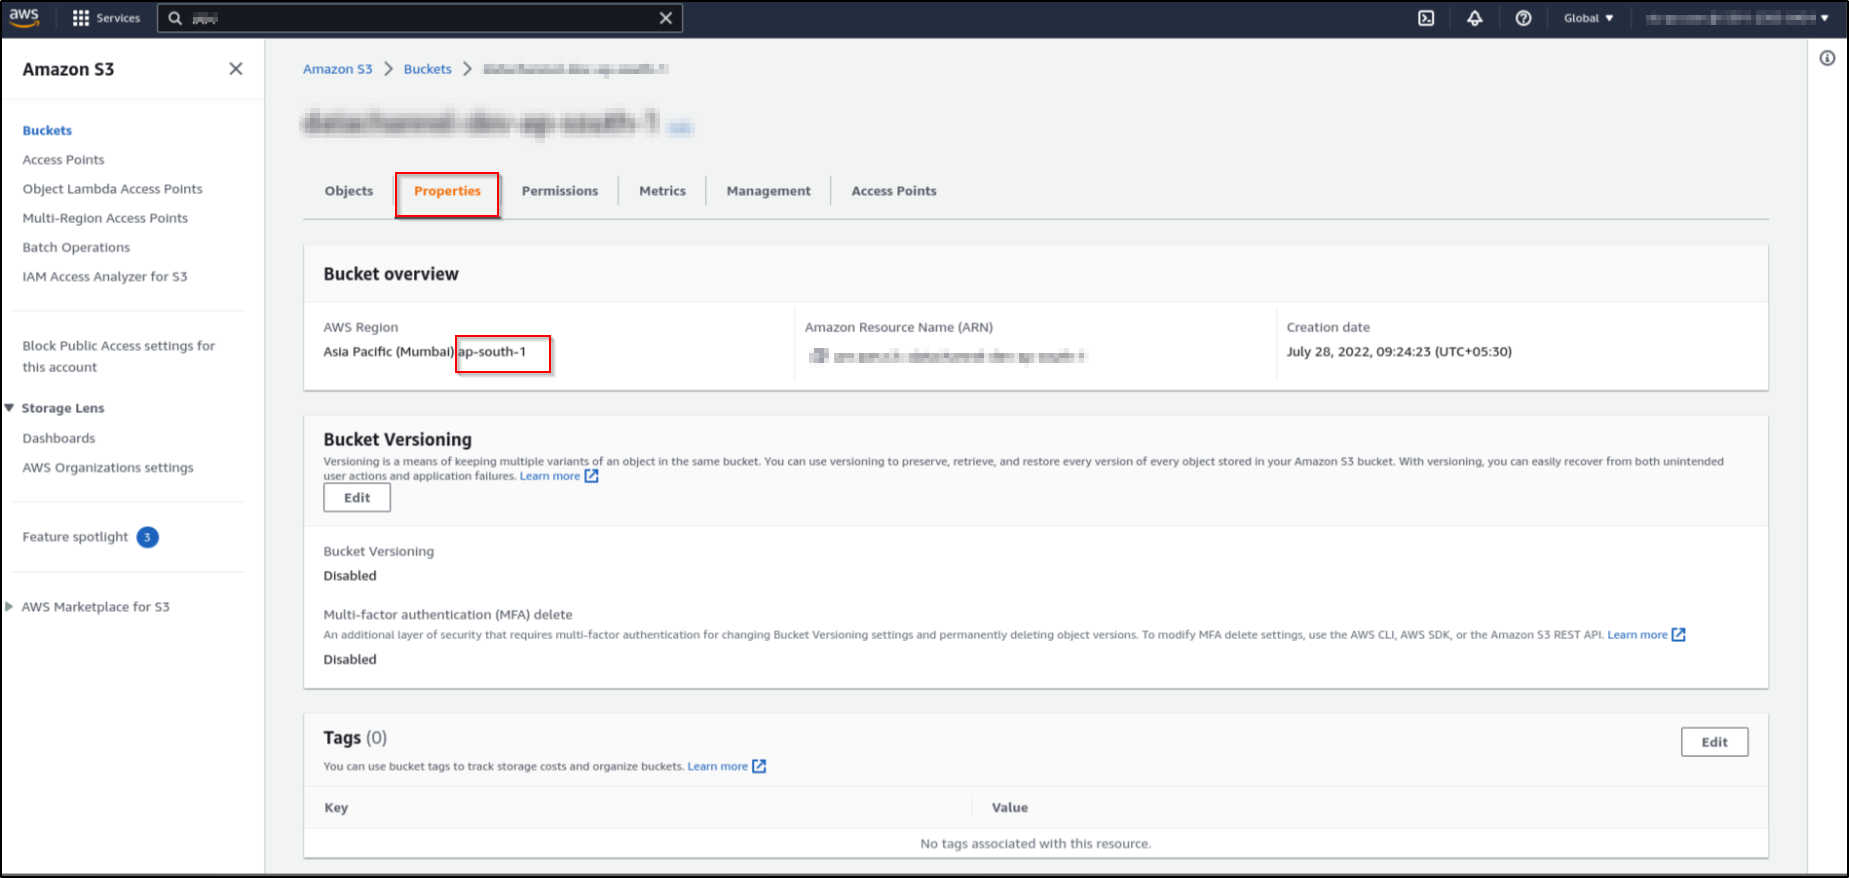 aws
Services
Global
Amazon S3
Buckets
Access Points
Object Lambda Access Points
Multi-Region Access Points
Batch Operations
IAM Access Analyzer for S3
Block Public Access settings for
this account
Storage Lens
Dashboards
AWS Organizations settings
Feature spotlight 3
AWS Marketplace for S3
Amazon S3 > Buckets >
Objects Properties Permissions Metrics Management Access Points
Bucket overview
AWS Region
Asia Pacific (Mumbai) ap-south-1
Amazon Resource Name (ARN)
Creation date
July 28, 2022, 09:24:23 (UTC+05:30)
Bucket Versioning
Versioning is a means of keeping multiple variants of an object in the same bucket. You can use versioning to preserve, retrieve, and restore every version of every object stored in your Amazon S3 bucket. With versioning, you can easily recover from both unintended
user actions and application failures. Learn more
Edit
Bucket Versioning
Disabled
Multi-factor authentication (MFA) delete
An additional layer of security that requires multi-factor authentication for changing Bucket Versioning settings and permanently deleting object versions. To modify MFA delete settings, use the AWS CLI, AWS SDK, or the Amazon S3 REST API. Learn more
Disabled
Tags (0)
Edit
You can use bucket tags to track storage costs and organize buckets. Learn more
Key Value
No tags associated with this resource.